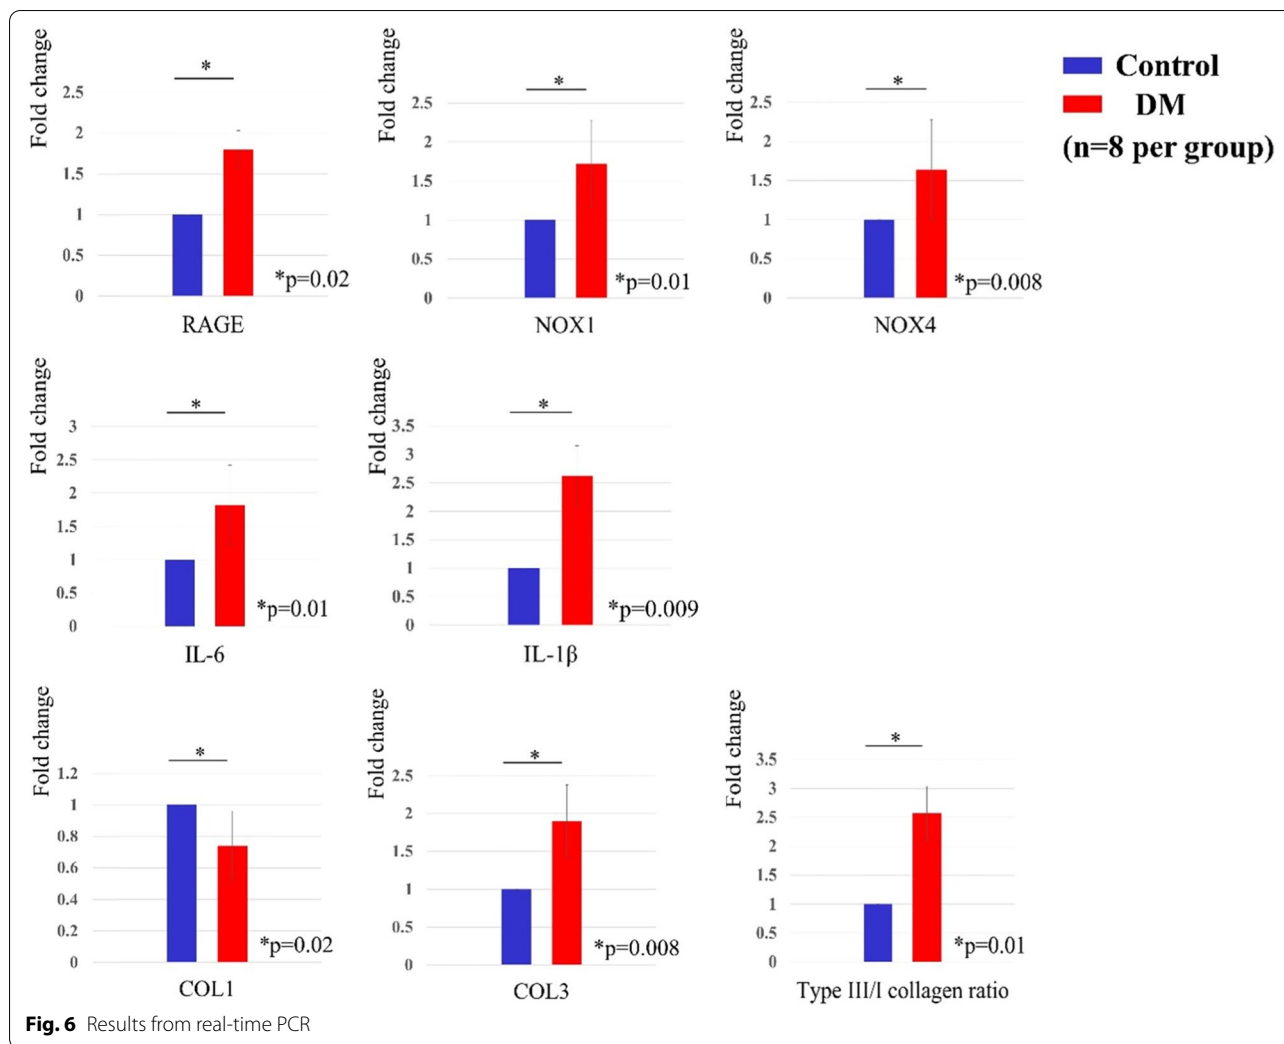 Fold change
*
2.5
2
1.5
1
0.5
0
*p=0.02
RAGE
Fold change
*
2.5
2
1.5
1
0.5
0
*p=0.01
NOX1
Fold change
*
2.5
2
1.5
1
0.5
0
*p=0.008
NOX4
Control
DM
(n=8 per group)
Fold change
*
3
2.5
2
1.5
1
0.5
0
*p=0.01
IL-6
Fold change
*
3.5
3
2.5
2
1.5
1
0.5
0
*p=0.009
IL-1β
Fold change
*
1.2
1
0.8
0.6
0.4
0.2
0
*p=0.02
COL1
Fold change
*
2.5
2
1.5
1
0.5
0
*p=0.008
COL3
Fold change
*
3.5
3
2.5
2
1.5
1
0.5
0
*p=0.01
Type III/I collagen ratio
Fig. 6 Results from real-time PCR